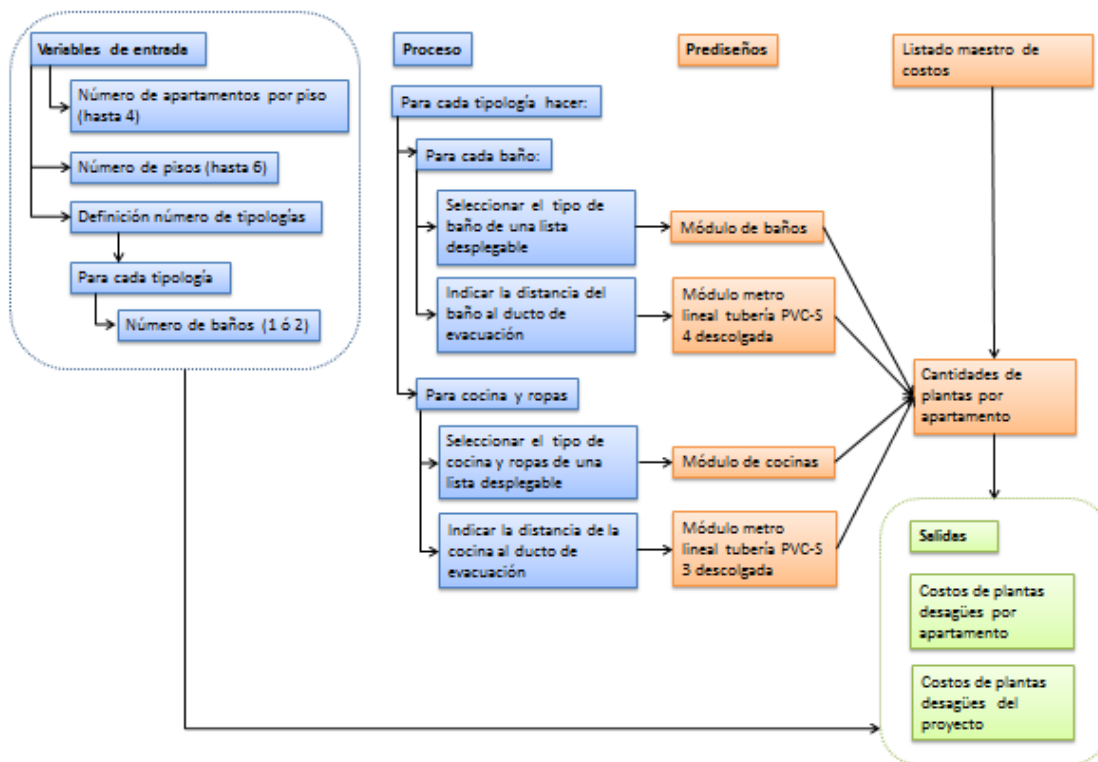 Variables de entrada
Número de apartamentos por piso
(hasta 4)
Número de pisos (hasta 6)
Definición número de tipologías
Para cada tipología
Número de baños (1 ó 2)
Proceso
Para cada tipología hacer:
Para cada baño:
Seleccionar el tipo de
baño de una lista
desplegable
Indicar la distancia del
baño al ducto de
evacuación
Para cocina y ropas
Seleccionar el tipo de
cocina y ropas de una
lista desplegable
Indicar la distancia de la
cocina al ducto de
evacuación
Prediseños
Módulo de baños
Módulo metro
lineal tubería PVC-S
4 descolgada
Módulo de cocinas
Módulo metro
lineal tubería PVC-S
3 descolgada
Listado maestro de
costos
Cantidades de
plantas por
apartamento
Salidas
Costos de plantas
desagües por
apartamento
Costos de plantas
desagües del
proyecto